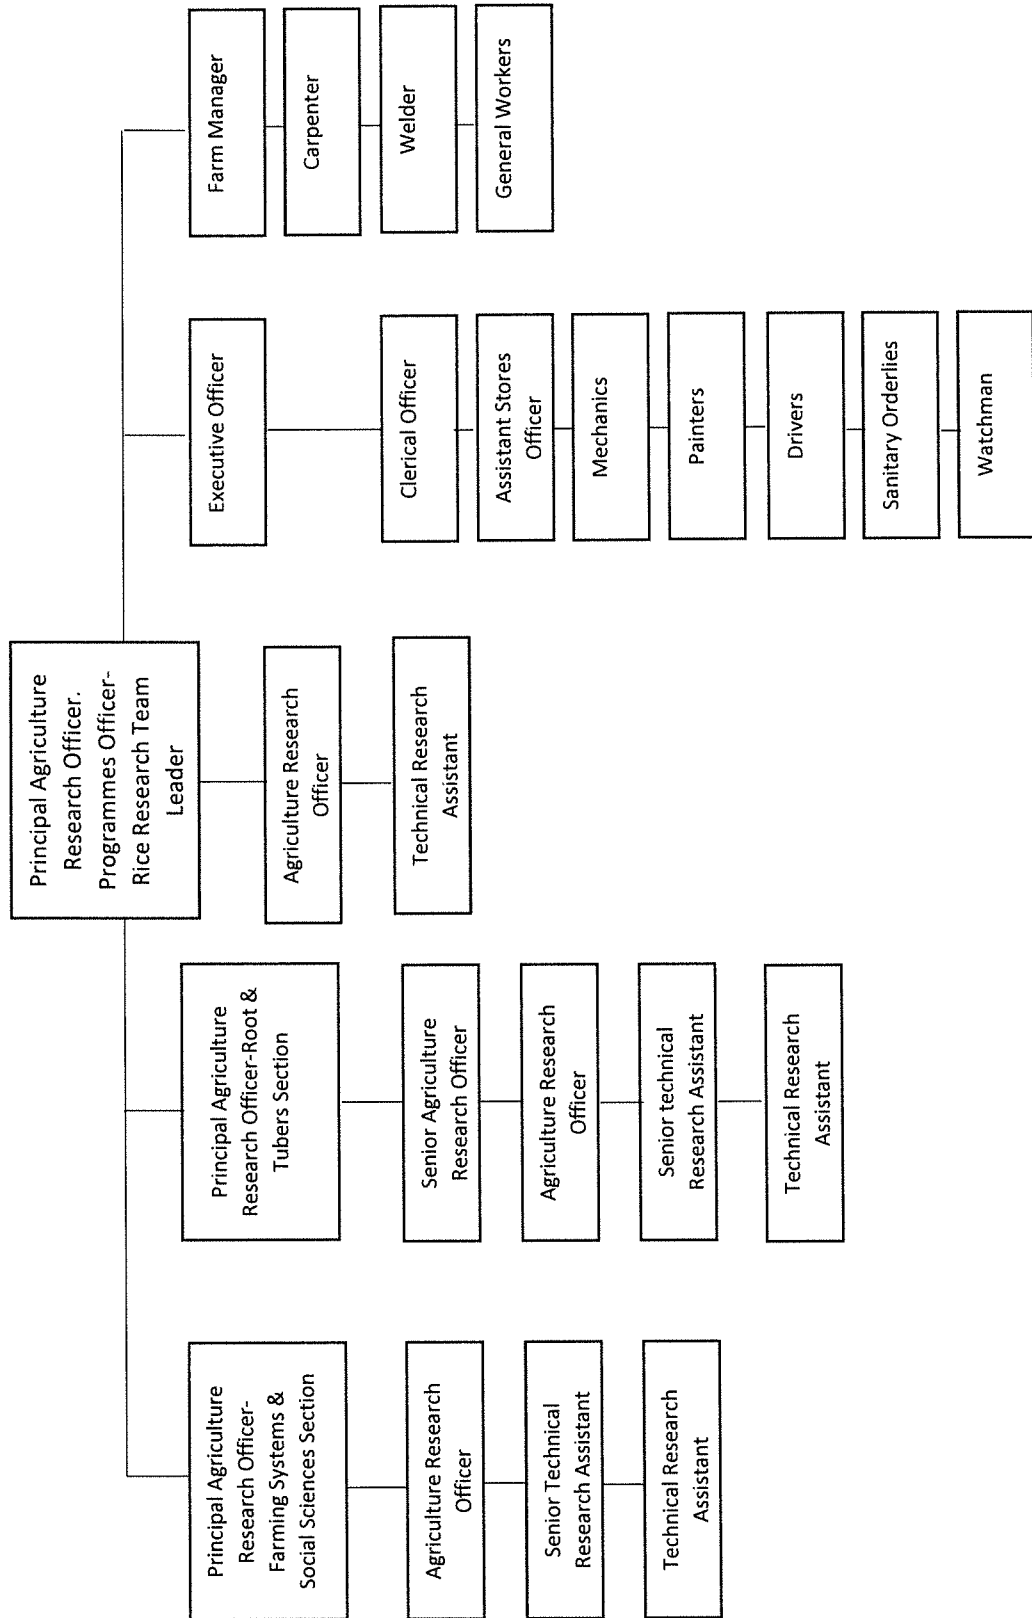 Principal Agriculture
Research Officer.
Programmes Officer-
Rice Research Team
Leader
Principal Agriculture
Research Officer-
Farming Systems &
Social Sciences Section
Agriculture Research
Officer
Senior Technical
Research Assistant
Technical Research
Assistant
Principal Agriculture
Research Officer-Root &
Tubers Section
Senior Agriculture
Research Officer
Agriculture Research
Officer
Senior technical
Research Assistant
Technical Research
Assistant
Agriculture Research
Officer
Technical Research
Assistant
Executive Officer
Clerical Officer
Assistant Stores
Officer
Mechanics
Painters
Drivers
Sanitary Orderlies
Watchman
Farm Manager
Carpenter
Welder
General Workers